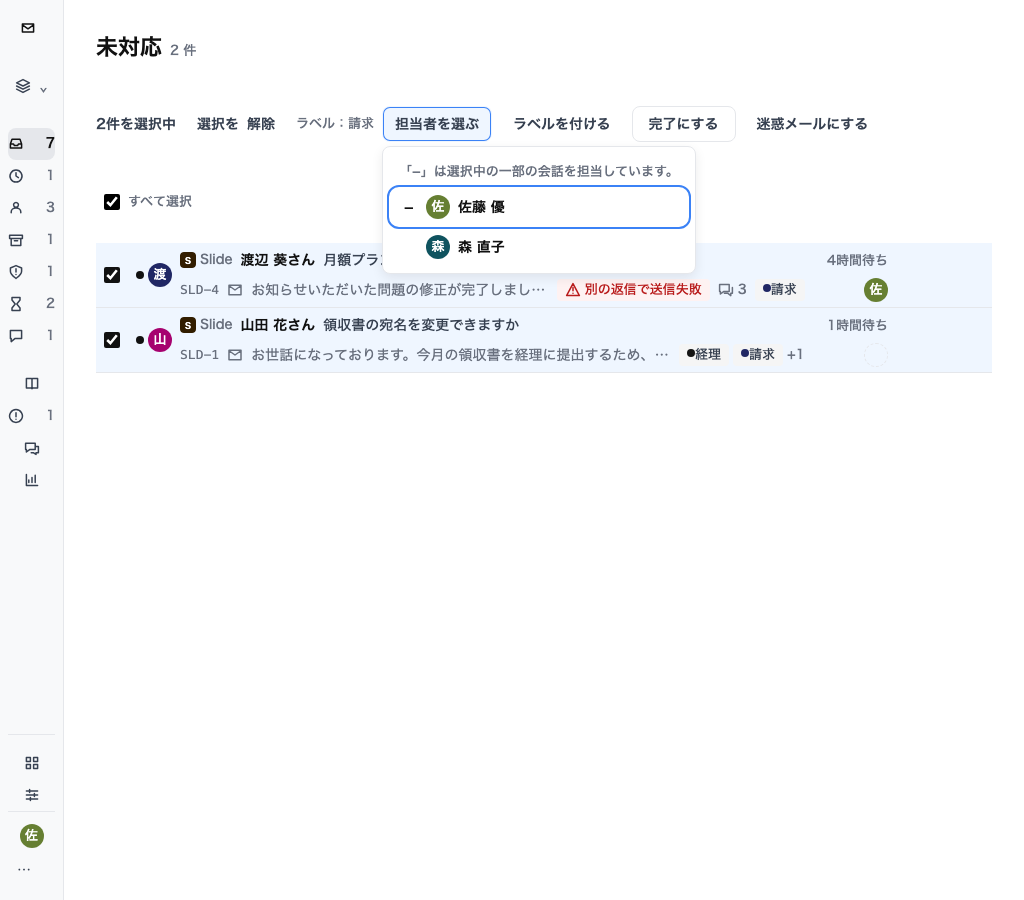 未対応 2 件
7
1
3
1
1
2
1
1
佐
…
2件を選択中 選択を 解除 ラベル：請求 担当者を選ぶ ラベルを付ける 完了にする 迷惑メールにする
「–」は選択中の一部の会話を担当しています。
– 佐 佐藤 優
森 森 直子
すべて選択
渡 S Slide 渡辺 葵さん 月額プラ 4時間待ち
SLD-4 お知らせいただいた問題の修正が完了しまし… 別の返信で送信失敗 3 請求 佐
山 S Slide 山田 花さん 領収書の宛名を変更できますか 1時間待ち
SLD-1 お世話になっております。今月の領収書を経理に提出するため、… 経理 請求 +1